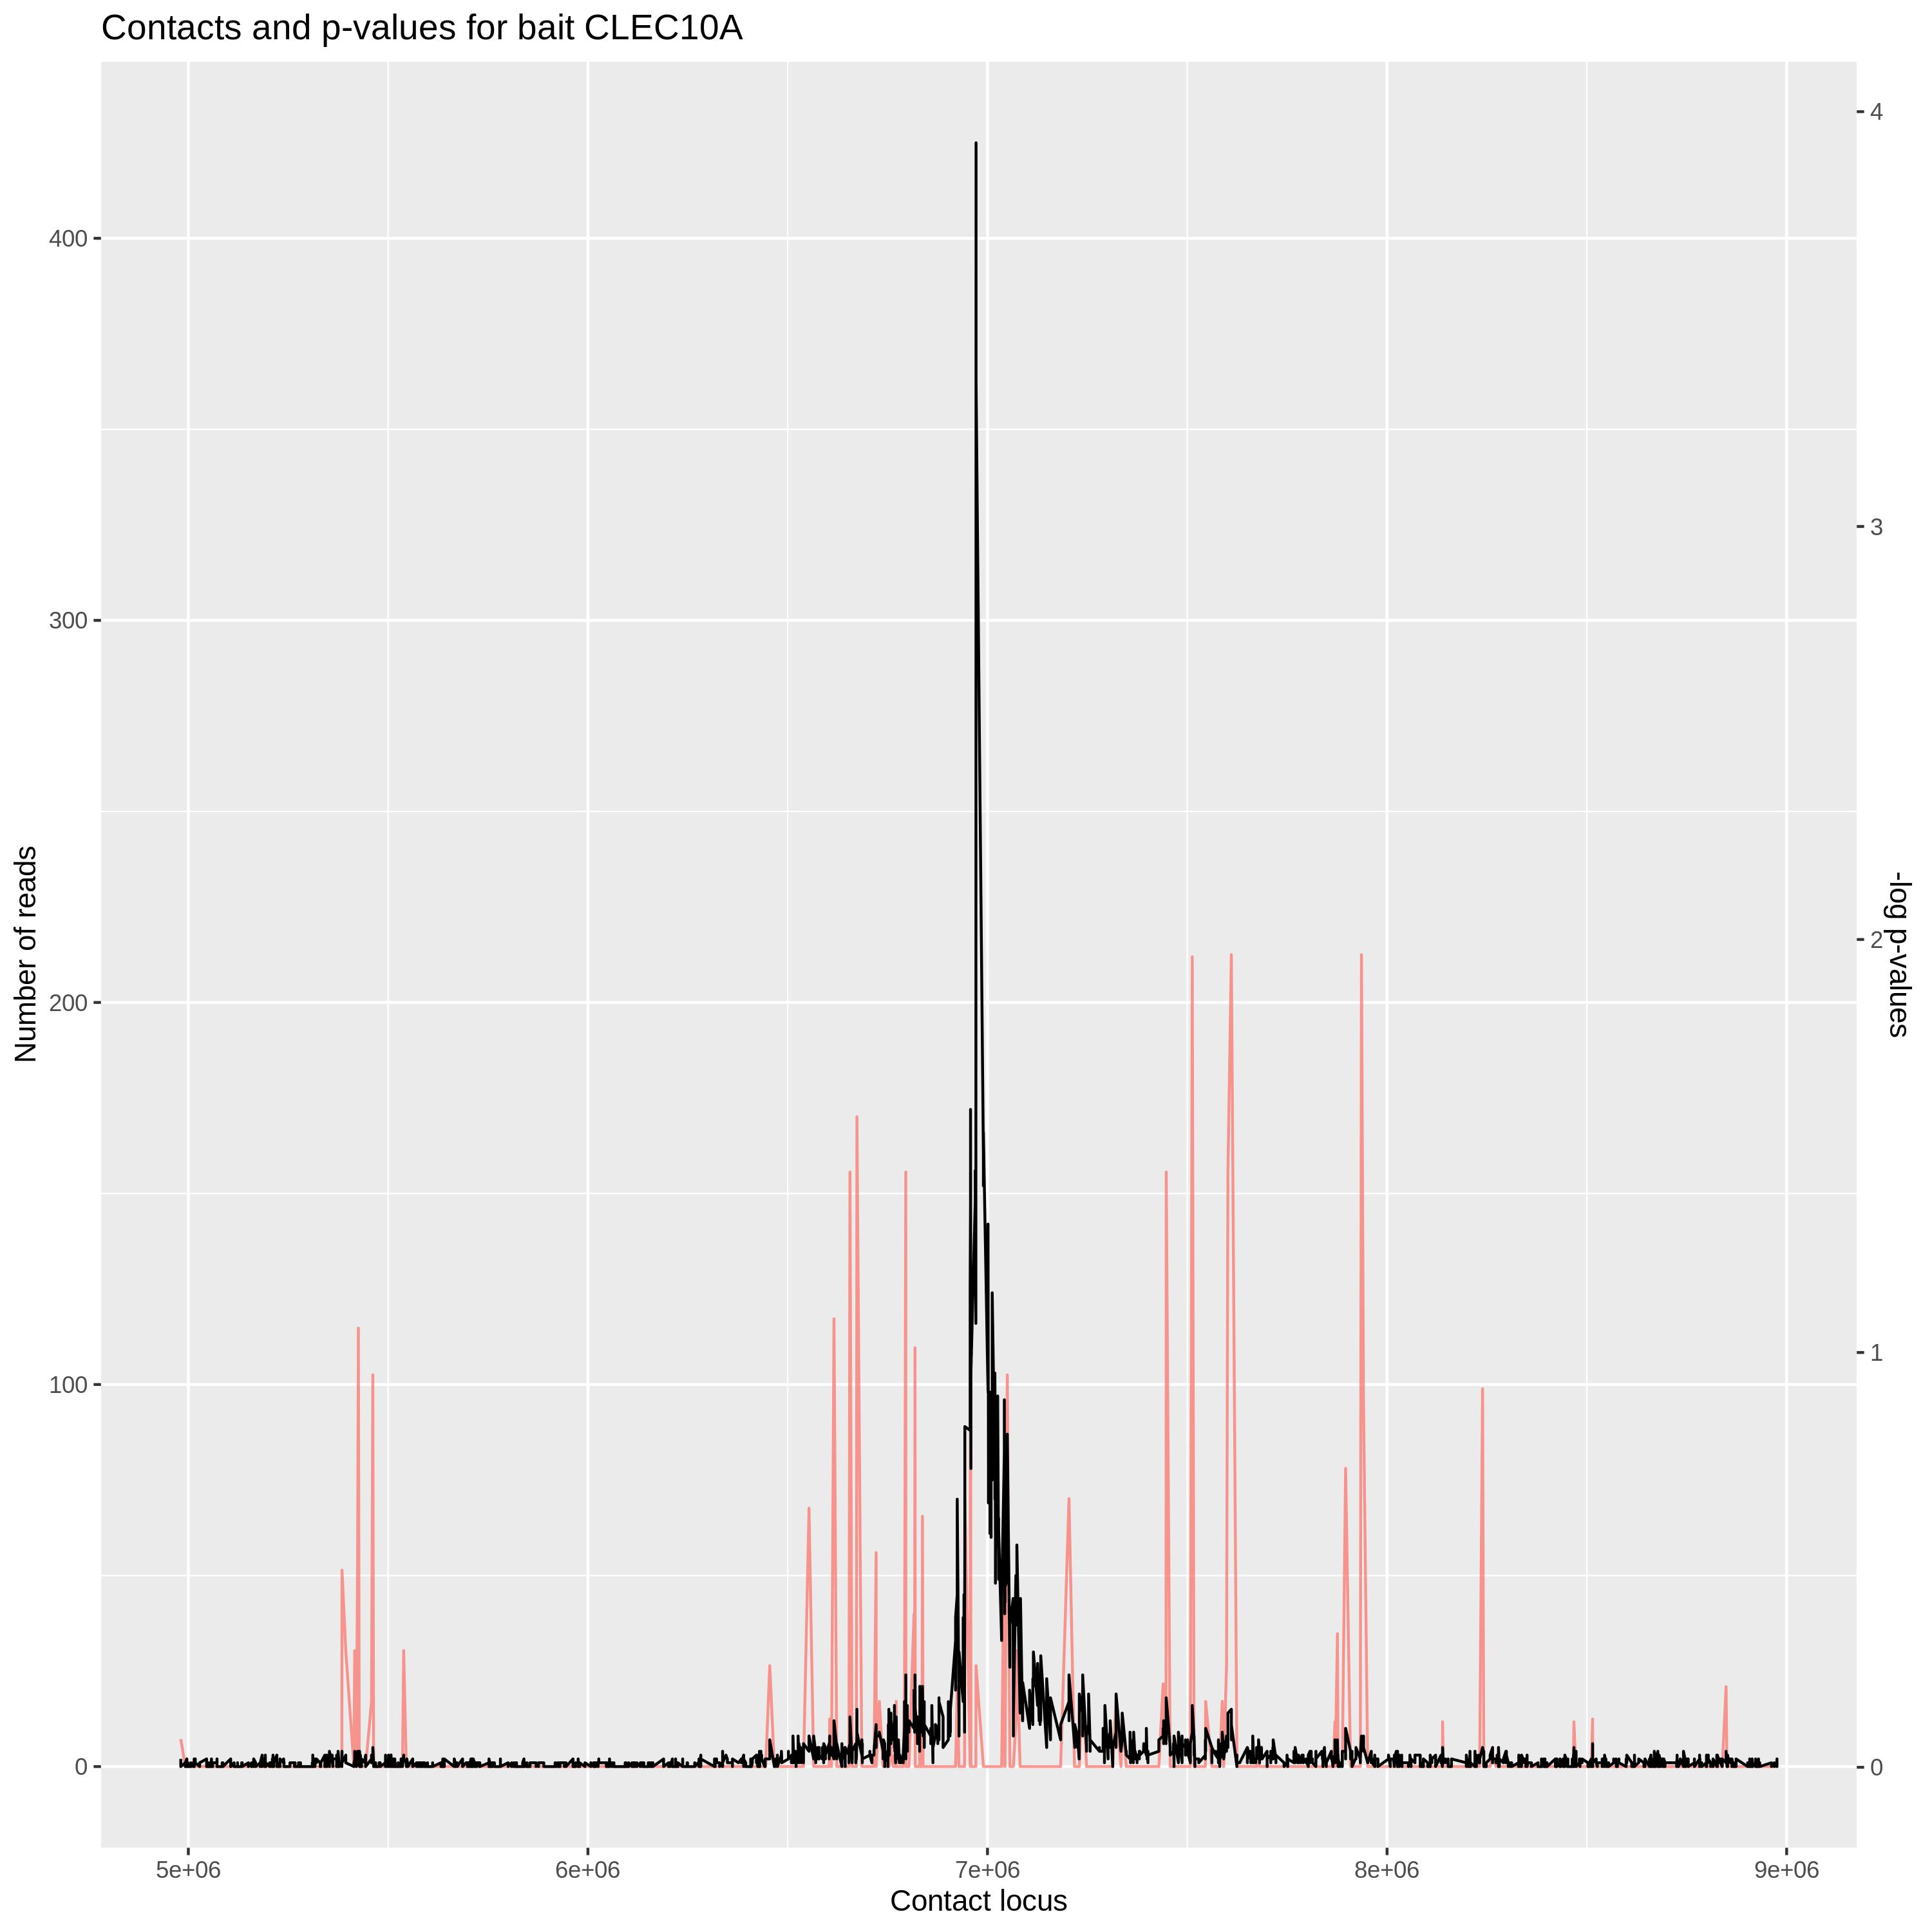 Contacts and p-values for bait CLEC10A
Number of reads
400
300
200
100
0
4
3
2
1
0
-log p-values
5e+06
6e+06
7e+06
8e+06
9e+06
Contact locus